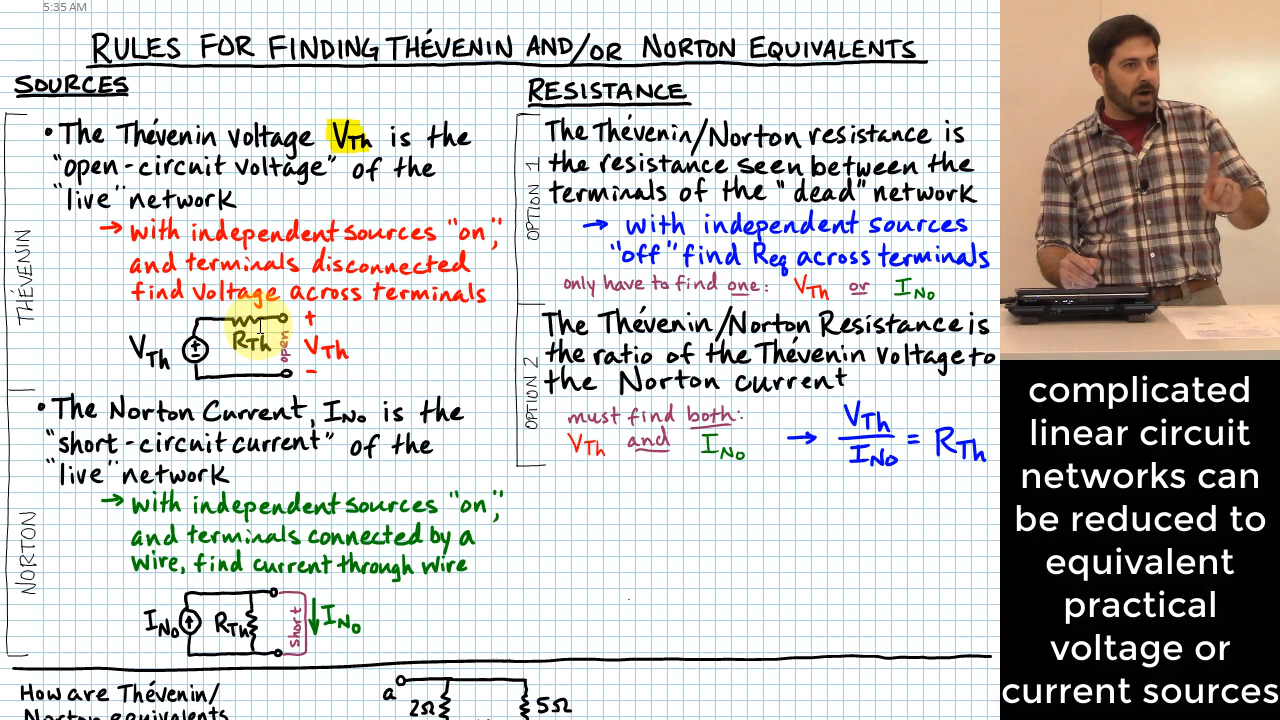 5:35 AM
RULES FOR FINDING THÉVENIN AND/OR NORTON EQUIVALENTS
SOURCES
THÉVENIN
• The Thévenin voltage VTh is the
"open-circuit voltage" of the
"live" network
→ with independent sources "on",
and terminals disconnected
find voltage across terminals
VTh
RTh
open
+
VTh
-
NORTON
• The Norton Current, INo is the
"short-circuit current" of the
"live" network
→ with independent sources "on",
and terminals connected by a
wire, find current through wire
INo
RTh
short
INo
RESISTANCE
OPTION 1
The Thévenin/Norton resistance is
the resistance seen between the
terminals of the "dead" network
→ with independent sources
"off" find Req across terminals
only have to find one: VTh or INo
OPTION 2
The Thévenin/Norton Resistance is
the ratio of the Thévenin voltage to
the Norton current
must find both:
VTh and INo
→ VTh/INo = RTh
How are Thévenin/
Norton equivalents
a
2Ω
5Ω
complicated
linear circuit
networks can
be reduced to
equivalent
practical
voltage or
current sources